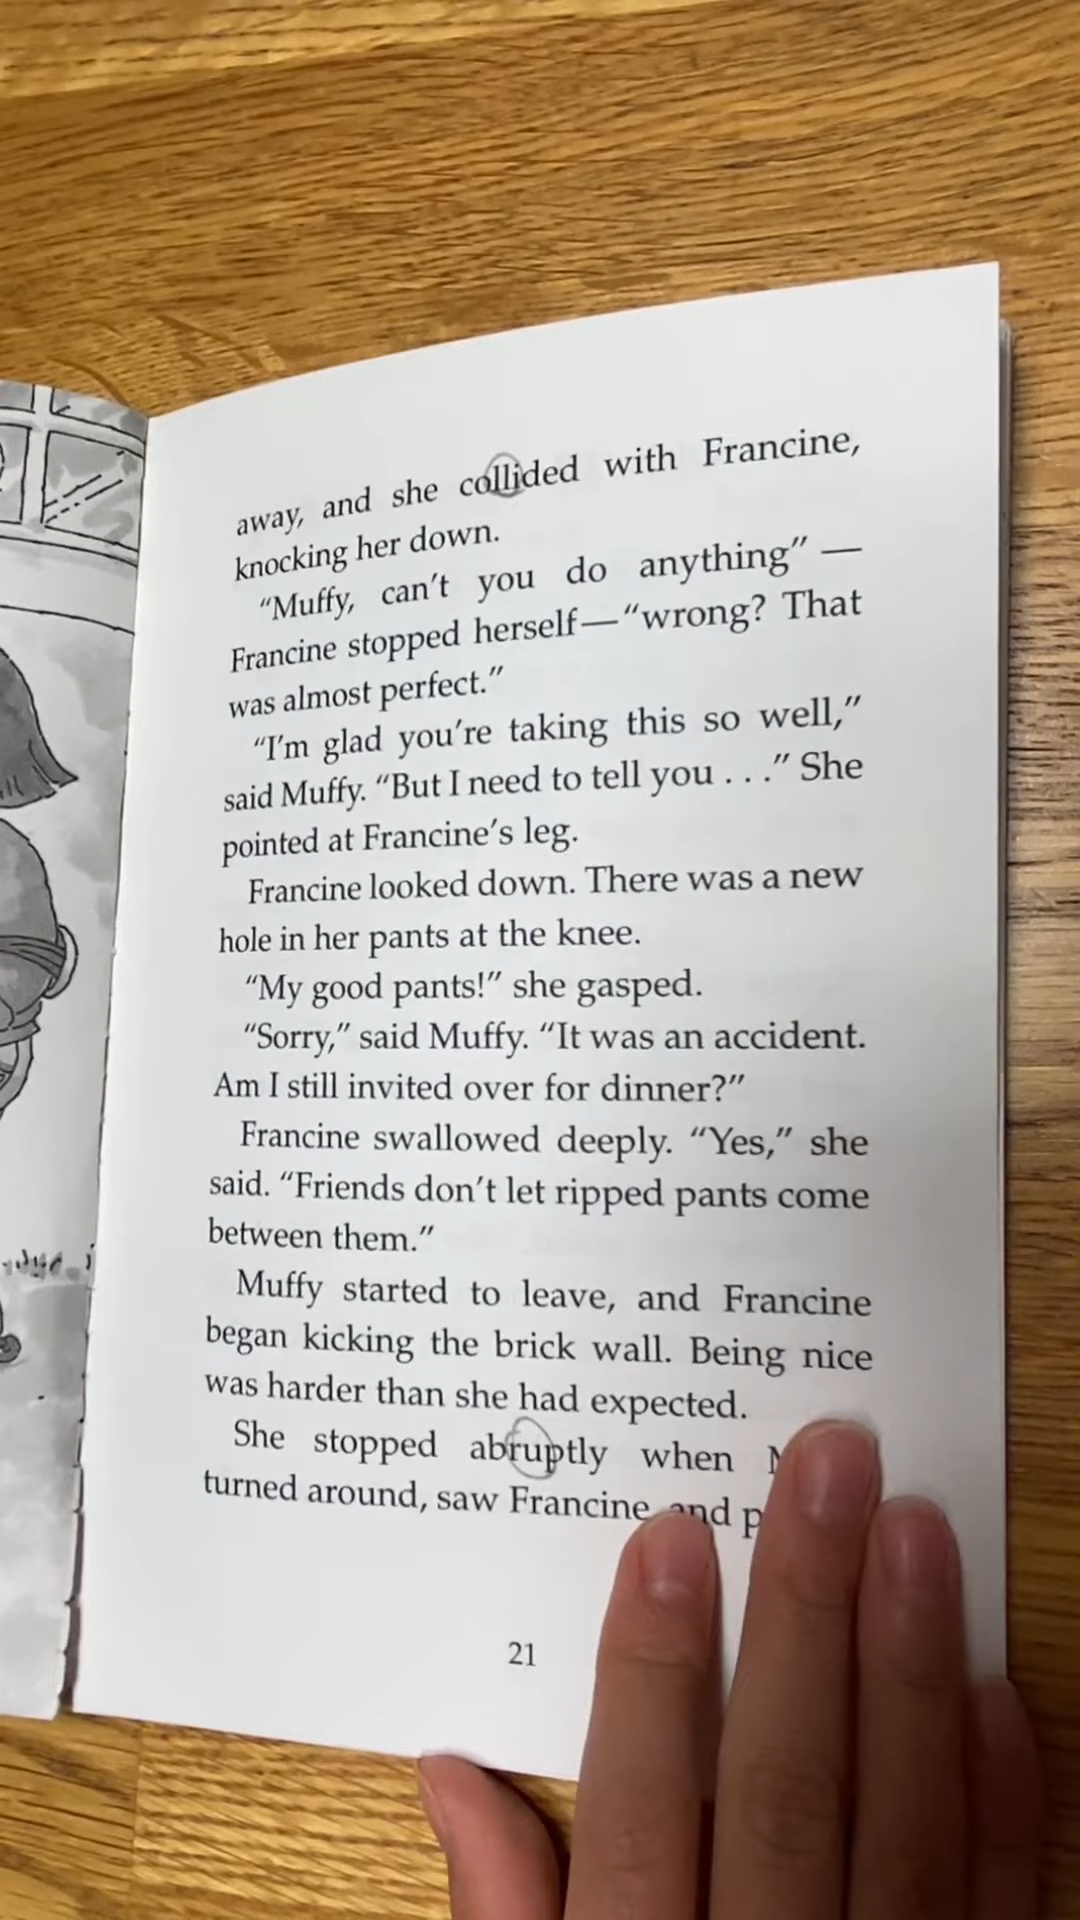 away, and she collided with Francine,
knocking her down.
“Muffy, can’t you do anything” —
Francine stopped herself—“wrong? That
was almost perfect.”
“I’m glad you’re taking this so well,”
said Muffy. “But I need to tell you . . .” She
pointed at Francine’s leg.
Francine looked down. There was a new
hole in her pants at the knee.
“My good pants!” she gasped.
“Sorry,” said Muffy. “It was an accident.
Am I still invited over for dinner?”
Francine swallowed deeply. “Yes,” she
said. “Friends don’t let ripped pants come
between them.”
Muffy started to leave, and Francine
began kicking the brick wall. Being nice
was harder than she had expected.
She stopped abruptly when
turned around, saw Francine and
21